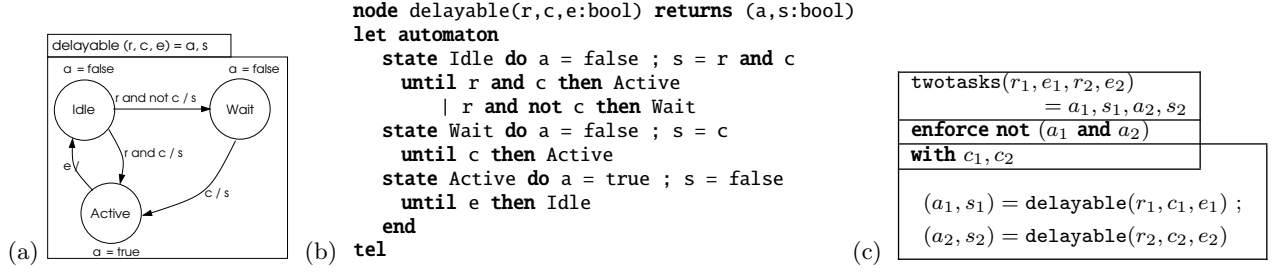 delayable (r, c, e) = a, s
a = false
a = false
Idle
r and not c / s
Wait
r and c / s
e /
c / s
Active
a = true
(a)
node delayable(r,c,e:bool) returns (a,s:bool)
let automaton
state Idle do a = false ; s = r and c
until r and c then Active
| r and not c then Wait
state Wait do a = false ; s = c
until c then Active
state Active do a = true ; s = false
until e then Idle
end
tel
(b)
twotasks(r₁, e₁, r₂, e₂)
= a₁, s₁, a₂, s₂
enforce not (a₁ and a₂)
with c₁, c₂
(a₁, s₁) = delayable(r₁, c₁, e₁) ;
(a₂, s₂) = delayable(r₂, c₂, e₂)
(c)